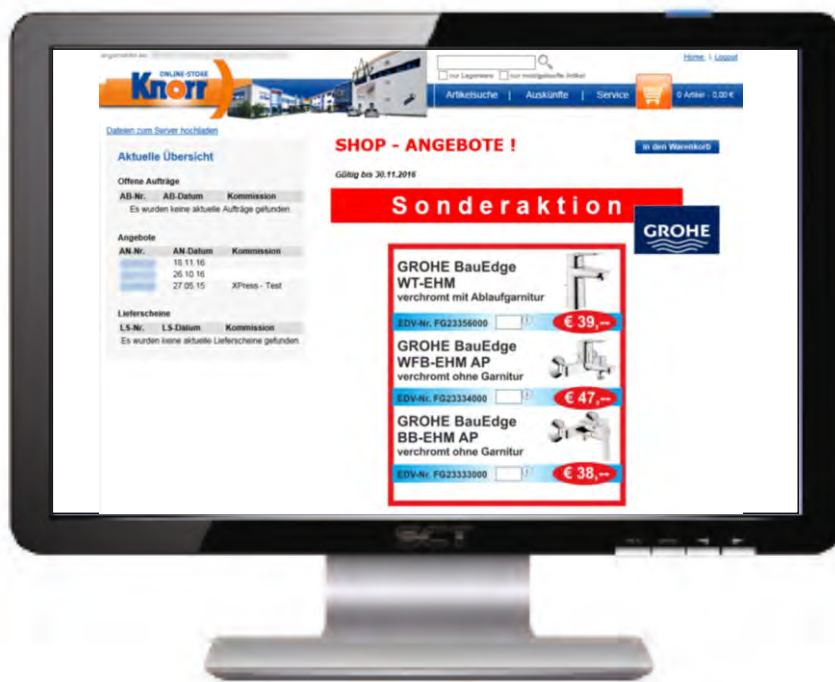 Home | Logout
ONLINE-STORE
Knorr
nur Lagerware nur meistgekaufte Artikel
Artikelsuche | Auskünfte | Service
0 Artikel - 0,00 €
Dateien zum Server hochladen
Aktuelle Übersicht
Offene Aufträge
AB-Nr. AB-Datum Kommission
Es wurden keine aktuelle Aufträge gefunden
Angebote
AN-Nr. AN-Datum Kommission
18.11.16
26.10.16
27.05.15 XPress - Test
Lieferscheine
LS-Nr. LS-Datum Kommission
Es wurden keine aktuelle Lieferscheine gefunden
SHOP - ANGEBOTE !
in den Warenkorb
Gültig bis 30.11.2016
Sonderaktion
GROHE
GROHE BauEdge
WT-EHM
verchromt mit Ablaufgarnitur
EDV-Nr. FG23356000 € 39,--
GROHE BauEdge
WFB-EHM AP
verchromt ohne Garnitur
EDV-Nr. FG23334000 € 47,--
GROHE BauEdge
BB-EHM AP
verchromt ohne Garnitur
EDV-Nr. FG23333000 € 38,--